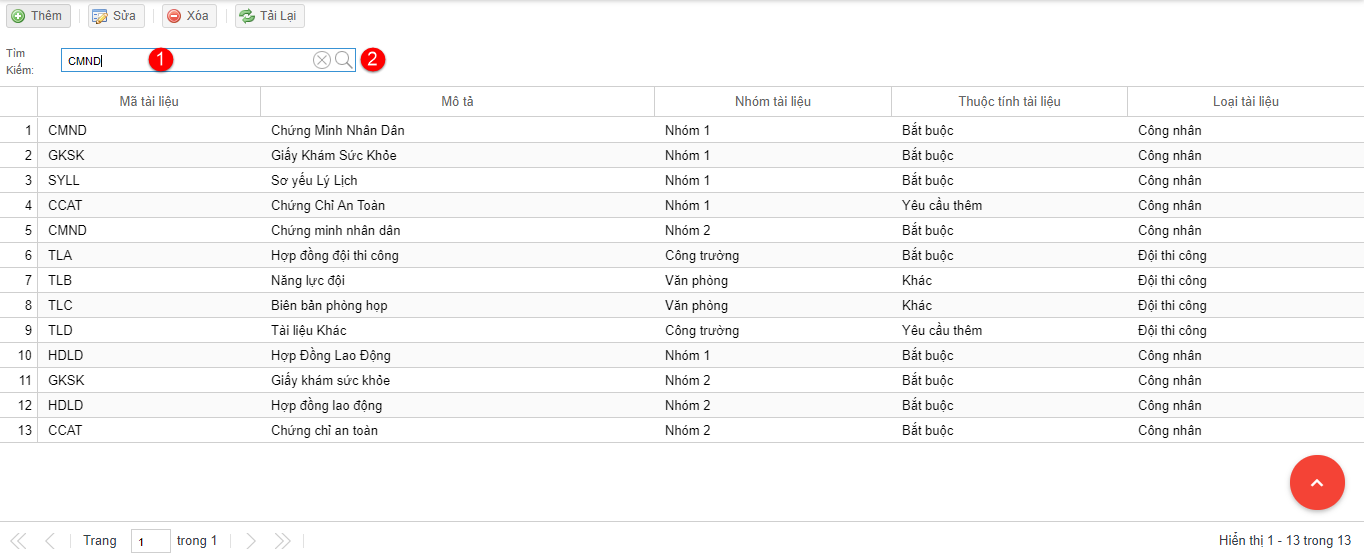 Thêm Sửa Xóa Tải Lại
Tìm
Kiếm:
CMND 1 2
Mã tài liệu Mô tả Nhóm tài liệu Thuộc tính tài liệu Loại tài liệu
1 CMND Chứng Minh Nhân Dân Nhóm 1 Bắt buộc Công nhân
2 GKSK Giấy Khám Sức Khỏe Nhóm 1 Bắt buộc Công nhân
3 SYLL Sơ yếu Lý Lịch Nhóm 1 Bắt buộc Công nhân
4 CCAT Chứng Chỉ An Toàn Nhóm 1 Yêu cầu thêm Công nhân
5 CMND Chứng minh nhân dân Nhóm 2 Bắt buộc Công nhân
6 TLA Hợp đồng đội thi công Công trường Bắt buộc Đội thi công
7 TLB Năng lực đội Văn phòng Khác Đội thi công
8 TLC Biên bản phòng họp Văn phòng Khác Đội thi công
9 TLD Tài liệu Khác Công trường Yêu cầu thêm Đội thi công
10 HDLD Hợp Đồng Lao Động Nhóm 1 Bắt buộc Công nhân
11 GKSK Giấy khám sức khỏe Nhóm 2 Bắt buộc Công nhân
12 HDLD Hợp đồng lao động Nhóm 2 Bắt buộc Công nhân
13 CCAT Chứng chỉ an toàn Nhóm 2 Bắt buộc Công nhân
Trang 1 trong 1 Hiển thị 1 - 13 trong 13